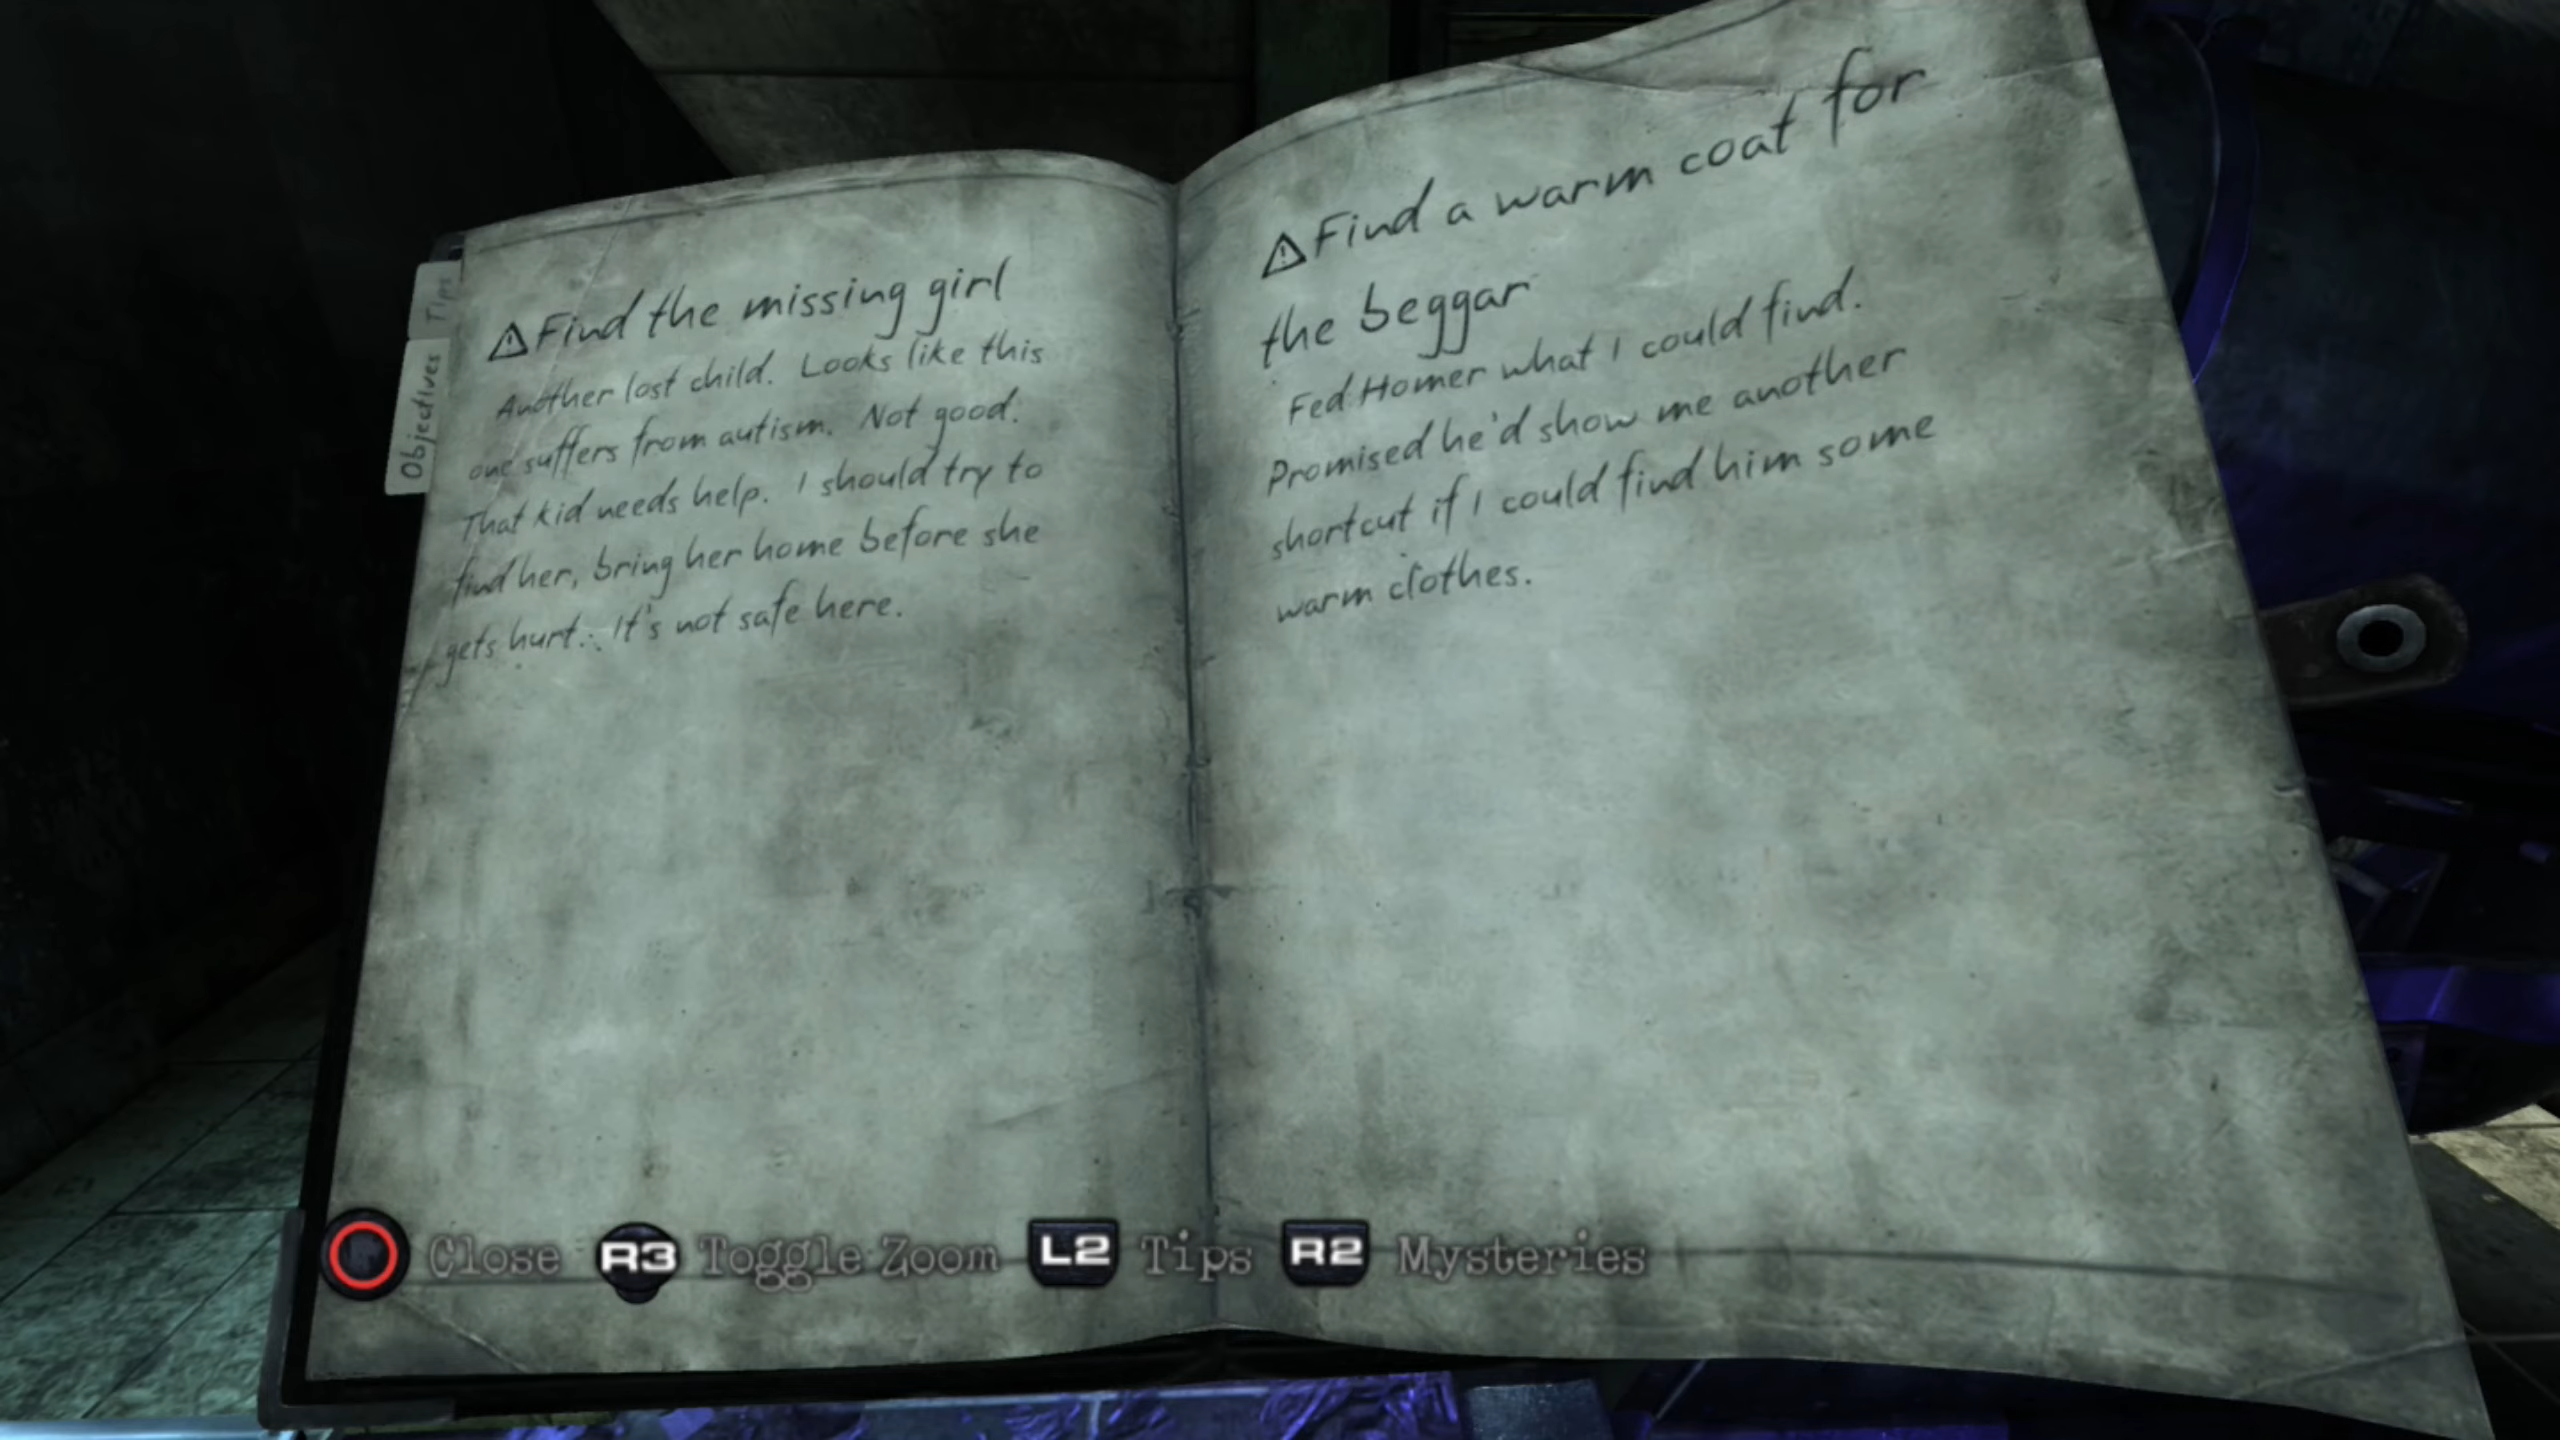 Tips
Objectives
Find the missing girl
Another lost child. Looks like this
one suffers from autism. Not good.
That kid needs help. I should try to
find her, bring her home before she
gets hurt. It's not safe here.
Find a warm coat for
the beggar
Fed Homer what I could find.
Promised he'd show me another
shortcut if I could find him some
warm clothes.
Close R3 Toggle Zoom L2 Tips R2 Mysteries